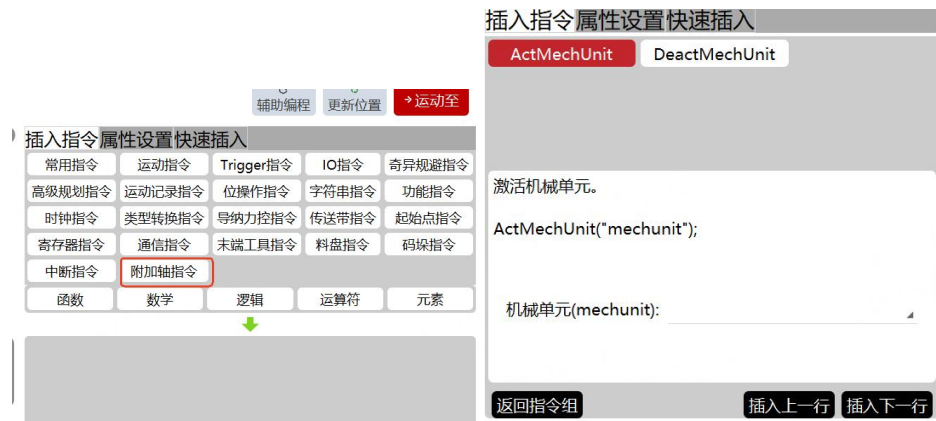 辅助编程 更新位置 →运动至
插入指令 属性设置 快速插入
常用指令 运动指令 Trigger指令 IO指令 奇异规避指令
高级规划指令 运动记录指令 位操作指令 字符串指令 功能指令
时钟指令 类型转换指令 导纳力控指令 传送带指令 起始点指令
寄存器指令 通信指令 末端工具指令 料盘指令 码垛指令
中断指令 附加轴指令
函数 数学 逻辑 运算符 元素
插入指令 属性设置 快速插入
ActMechUnit DeactMechUnit
激活机械单元。
ActMechUnit("mechunit");
机械单元(mechunit):
返回指令组 插入上一行 插入下一行